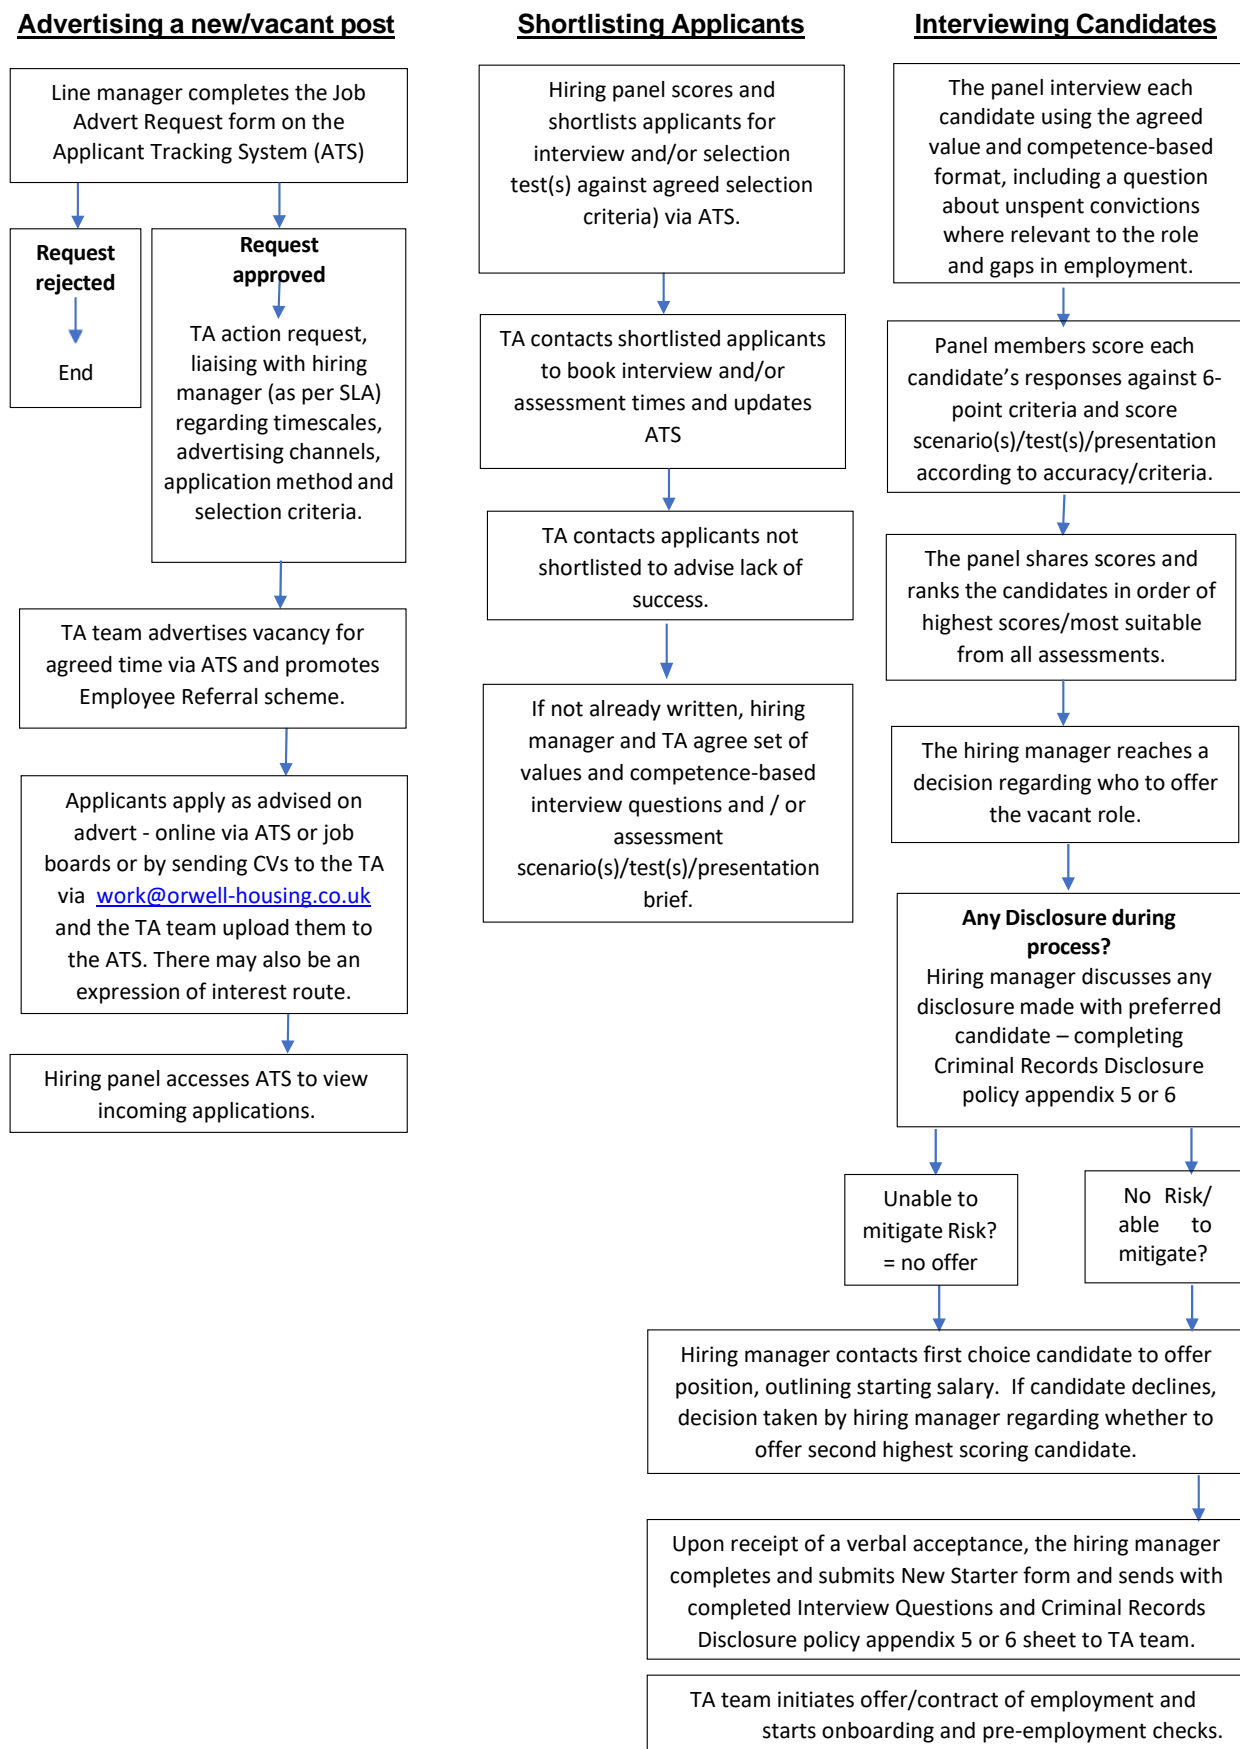 Advertising a new/vacant post
Line manager completes the Job
Advert Request form on the
Applicant Tracking System (ATS)
Request
rejected
End
Request
approved
TA action request,
liaising with hiring
manager (as per SLA)
regarding timescales,
advertising channels,
application method and
selection criteria.
TA team advertises vacancy for
agreed time via ATS and promotes
Employee Referral scheme.
Applicants apply as advised on
advert - online via ATS or job
boards or by sending CVs to the TA
via work@orwell-housing.co.uk
and the TA team upload them to
the ATS. There may also be an
expression of interest route.
Hiring panel accesses ATS to view
incoming applications.
Shortlisting Applicants
Hiring panel scores and
shortlists applicants for
interview and/or selection
test(s) against agreed selection
criteria) via ATS.
TA contacts shortlisted applicants
to book interview and/or
assessment times and updates
ATS
TA contacts applicants not
shortlisted to advise lack of
success.
If not already written, hiring
manager and TA agree set of
values and competence-based
interview questions and / or
assessment
scenario(s)/test(s)/presentation
brief.
Interviewing Candidates
The panel interview each
candidate using the agreed
value and competence-based
format, including a question
about unspent convictions
where relevant to the role
and gaps in employment.
Panel members score each
candidate’s responses against 6-
point criteria and score
scenario(s)/test(s)/presentation
according to accuracy/criteria.
The panel shares scores and
ranks the candidates in order of
highest scores/most suitable
from all assessments.
The hiring manager reaches a
decision regarding who to offer
the vacant role.
Any Disclosure during
process?
Hiring manager discusses any
disclosure made with preferred
candidate – completing
Criminal Records Disclosure
policy appendix 5 or 6
Unable to
mitigate Risk?
= no offer
No Risk/
able to
mitigate?
Hiring manager contacts first choice candidate to offer
position, outlining starting salary. If candidate declines,
decision taken by hiring manager regarding whether to
offer second highest scoring candidate.
Upon receipt of a verbal acceptance, the hiring manager
completes and submits New Starter form and sends with
completed Interview Questions and Criminal Records
Disclosure policy appendix 5 or 6 sheet to TA team.
TA team initiates offer/contract of employment and
starts onboarding and pre-employment checks.